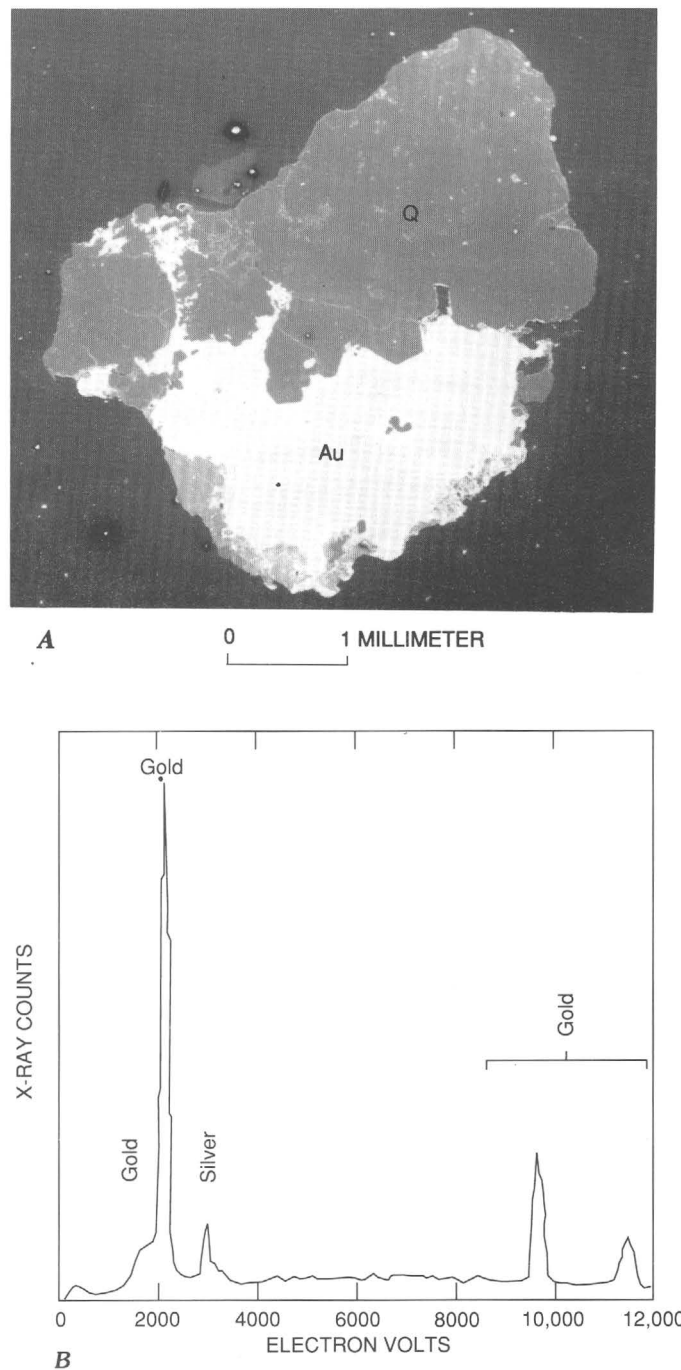 Q
Au
A
0 1 MILLIMETER
Gold
X-RAY COUNTS
Gold
Silver
Gold
0 2000 4000 6000 8000 10,000 12,000
ELECTRON VOLTS
B